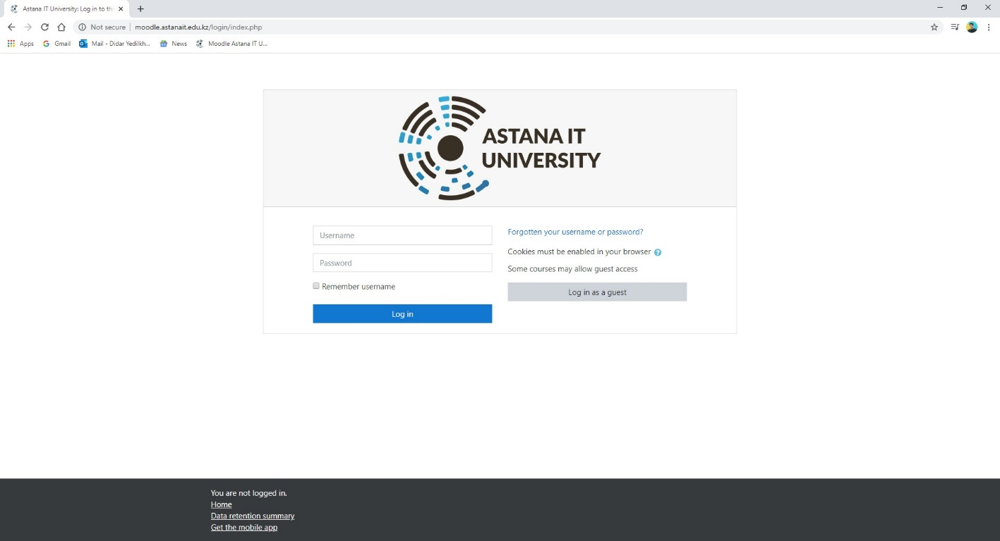 Astana IT University: Log in to th
Not secure | moodle.astanait.edu.kz/login/index.php
Apps Gmail Mail - Didar Yedilkh... News Moodle Astana IT U...
ASTANA IT
UNIVERSITY
Username
Password
Remember username
Log in
Forgotten your username or password?
Cookies must be enabled in your browser ?
Some courses may allow guest access
Log in as a guest
You are not logged in.
Home
Data retention summary
Get the mobile app